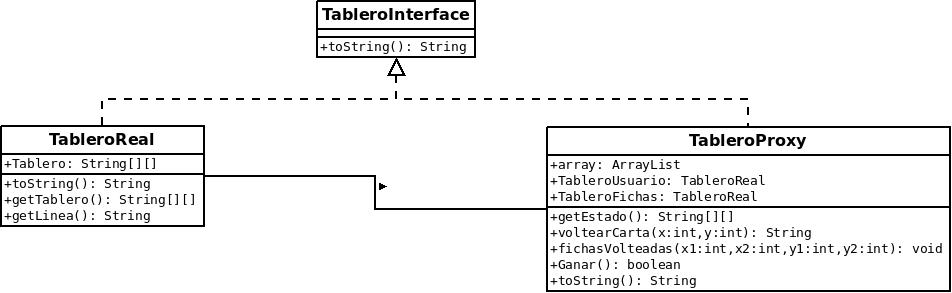 TableroInterface
+toString(): String
TableroReal
+Tablero: String[][]
+toString(): String
+getTablero(): String[][]
+getLinea(): String
TableroProxy
+array: ArrayList
+TableroUsuario: TableroReal
+TableroFichas: TableroReal
+getEstado(): String[][]
+voltearCarta(x:int,y:int): String
+fichasVolteadas(x1:int,x2:int,y1:int,y2:int): void
+Ganar(): boolean
+toString(): String